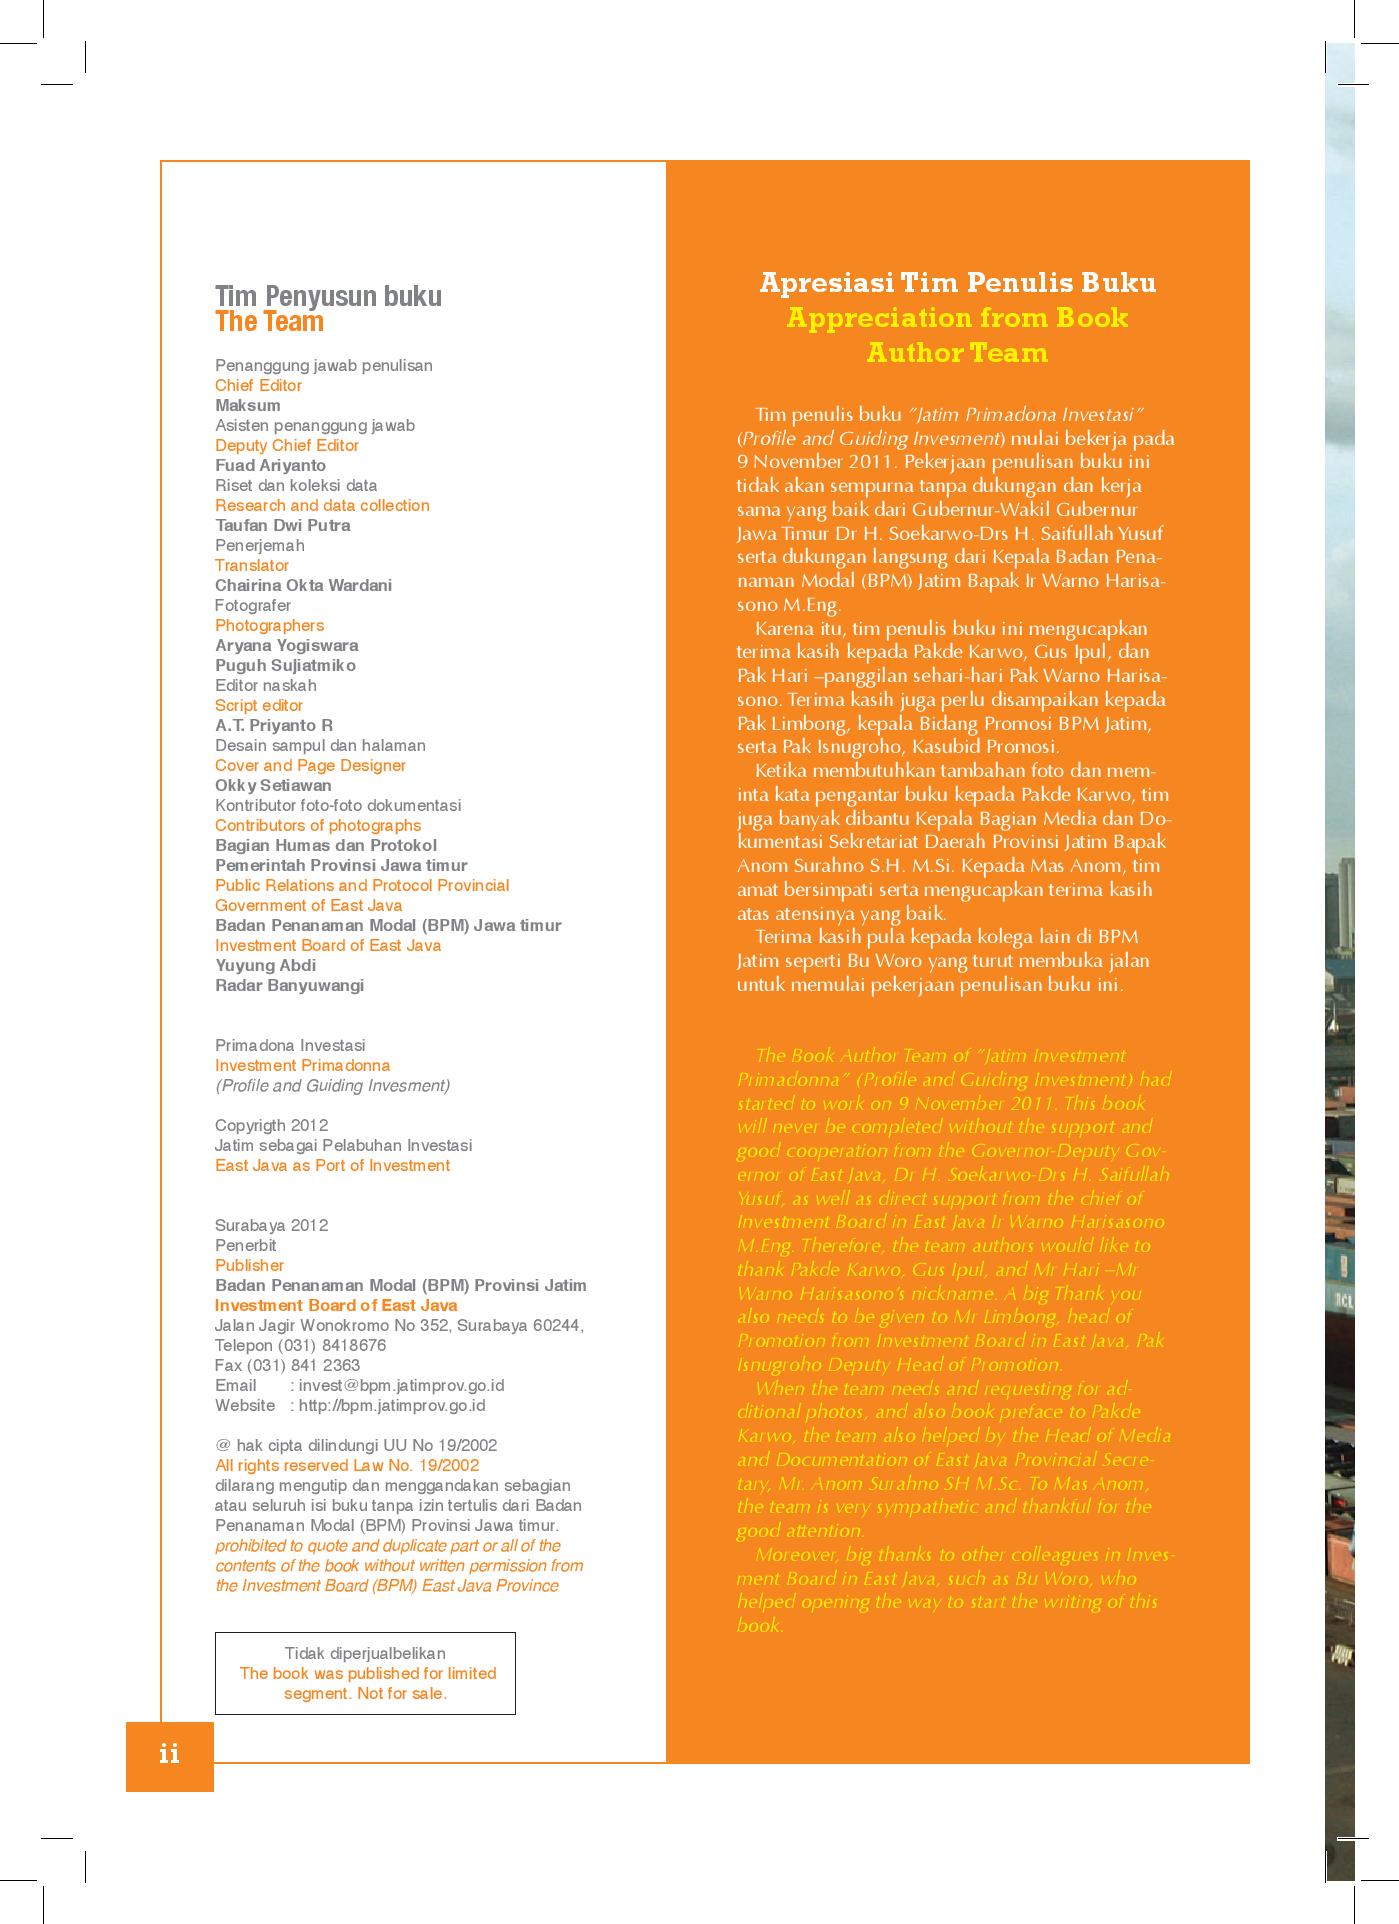 Tim Penyusun buku
The Team
Penanggung jawab penulisan
Chief Editor
Maksum
Asisten penanggung jawab
Deputy Chief Editor
Fuad Ariyanto
Riset dan koleksi data
Research and data collection
Taufan Dwi Putra
Penerjemah
Translator
Chairina Okta Wardani
Fotografer
Photographers
Aryana Yogiswara
Puguh Sujiatmiko
Editor naskah
Script editor
A.T. Priyanto R
Desain sampul dan halaman
Cover and Page Designer
Okky Setiawan
Kontributor foto-foto dokumentasi
Contributors of photographs
Bagian Humas dan Protokol
Pemerintah Provinsi Jawa timur
Public Relations and Protocol Provincial
Government of East Java
Badan Penanaman Modal (BPM) Jawa timur
Investment Board of East Java
Yuyung Abdi
Radar Banyuwangi
Primadona Investasi
Investment Primadonna
(Profile and Guiding Invesment)
Copyrigth 2012
Jatim sebagai Pelabuhan Investasi
East Java as Port of Investment
Surabaya 2012
Penerbit
Publisher
Badan Penanaman Modal (BPM) Provinsi Jatim
Investment Board of East Java
Jalan Jagir Wonokromo No 352, Surabaya 60244,
Telepon (031) 8418676
Fax (031) 841 2363
Email : invest@bpm.jatimprov.go.id
Website : http://bpm.jatimprov.go.id
@ hak cipta dilindungi UU No 19/2002
All rights reserved Law No. 19/2002
dilarang mengutip dan menggandakan sebagian
atau seluruh isi buku tanpa izin tertulis dari Badan
Penanaman Modal (BPM) Provinsi Jawa timur.
prohibited to quote and duplicate part or all of the
contents of the book without written permission from
the Investment Board (BPM) East Java Province
Tidak diperjualbelikan
The book was published for limited
segment. Not for sale.
ii
Apresiasi Tim Penulis Buku
Appreciation from Book
Author Team
Tim penulis buku ”Jatim Primadona Investasi”
(Profile and Guiding Invesment) mulai bekerja pada
9 November 2011. Pekerjaan penulisan buku ini
tidak akan sempurna tanpa dukungan dan kerja
sama yang baik dari Gubernur-Wakil Gubernur
Jawa Timur Dr H. Soekarwo-Drs H. Saifullah Yusuf
serta dukungan langsung dari Kepala Badan Pena-
naman Modal (BPM) Jatim Bapak Ir Warno Harisa-
sono M.Eng.
Karena itu, tim penulis buku ini mengucapkan
terima kasih kepada Pakde Karwo, Gus Ipul, dan
Pak Hari –panggilan sehari-hari Pak Warno Harisa-
sono. Terima kasih juga perlu disampaikan kepada
Pak Limbong, kepala Bidang Promosi BPM Jatim,
serta Pak Isnugroho, Kasubid Promosi.
Ketika membutuhkan tambahan foto dan mem-
inta kata pengantar buku kepada Pakde Karwo, tim
juga banyak dibantu Kepala Bagian Media dan Do-
kumentasi Sekretariat Daerah Provinsi Jatim Bapak
Anom Surahno S.H. M.Si. Kepada Mas Anom, tim
amat bersimpati serta mengucapkan terima kasih
atas atensinya yang baik.
Terima kasih pula kepada kolega lain di BPM
Jatim seperti Bu Woro yang turut membuka jalan
untuk memulai pekerjaan penulisan buku ini.
The Book Author Team of ”Jatim Investment
Primadonna” (Profile and Guiding Investment) had
started to work on 9 November 2011. This book
will never be completed without the support and
good cooperation from the Governor-Deputy Gov-
ernor of East Java, Dr H. Soekarwo-Drs H. Saifullah
Yusuf, as well as direct support from the chief of
Investment Board in East Java Ir Warno Harisasono
M.Eng. Therefore, the team authors would like to
thank Pakde Karwo, Gus Ipul, and Mr Hari –Mr
Warno Harisasono’s nickname. A big Thank you
also needs to be given to Mr Limbong, head of
Promotion from Investment Board in East Java, Pak
Isnugroho Deputy Head of Promotion.
When the team needs and requesting for ad-
ditional photos, and also book preface to Pakde
Karwo, the team also helped by the Head of Media
and Documentation of East Java Provincial Secre-
tary, Mr. Anom Surahno SH M.Sc. To Mas Anom,
the team is very sympathetic and thankful for the
good attention.
Moreover, big thanks to other colleagues in Inves-
ment Board in East Java, such as Bu Woro, who
helped opening the way to start the writing of this
book.